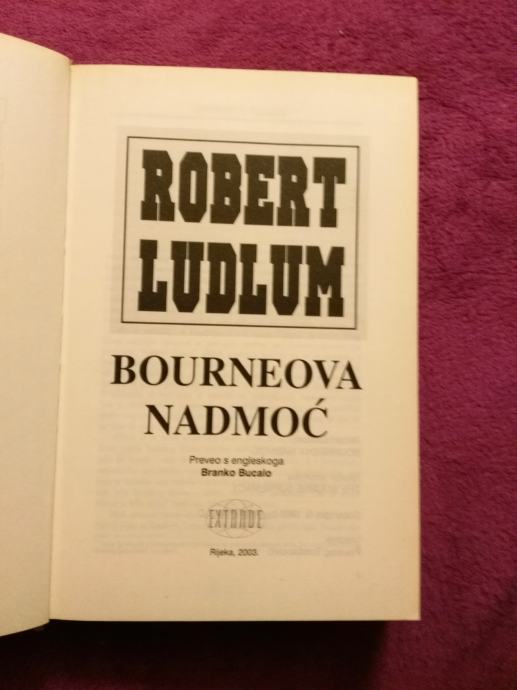 ROBERT
LUDLUM
BOURNEOVA
NADMOĆ
Preveo s engleskoga
Branko Bucalo
EXTRADE
Rijeka, 2003.